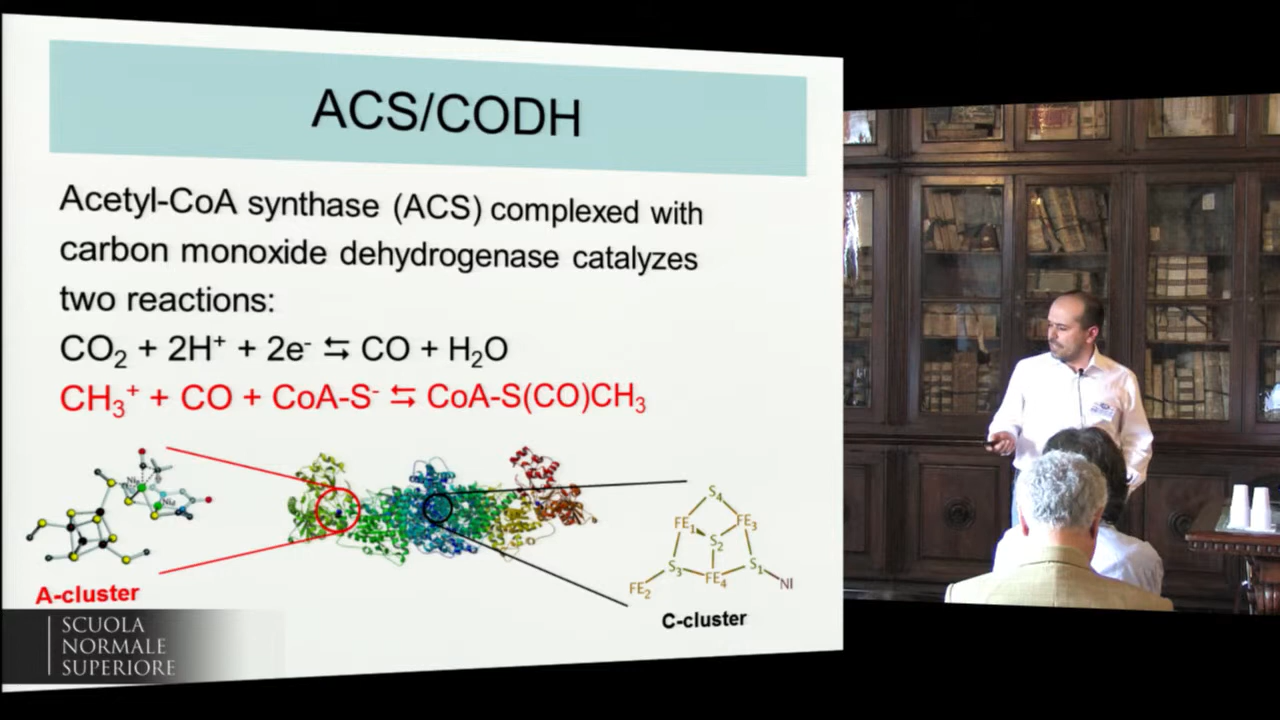 ACS/CODH
Acetyl-CoA synthase (ACS) complexed with
carbon monoxide dehydrogenase catalyzes
two reactions:
CO₂ + 2H⁺ + 2e⁻ ⇆ CO + H₂O
CH₃⁺ + CO + CoA-S⁻ ⇆ CoA-S(CO)CH₃
S₄
FE₁
FE₃
S₂
S₃
FE₄
S₁
FE₂
NI
A-cluster
C-cluster
SCUOLA
NORMALE
SUPERIORE